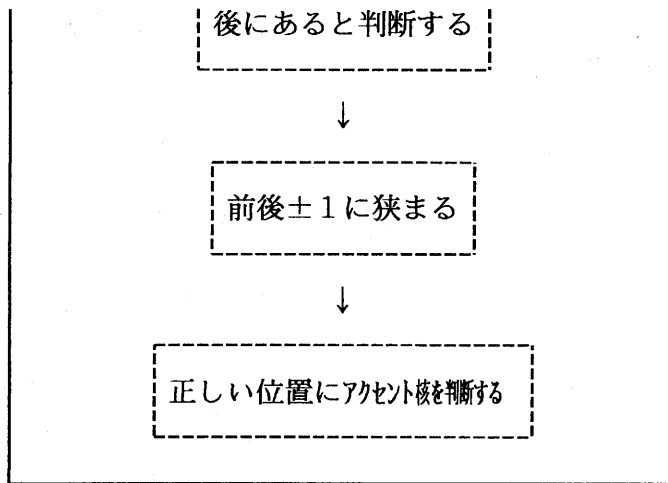 後にあると判断する
↓
前後±1に狭まる
↓
正しい位置にアクセント核を判断する